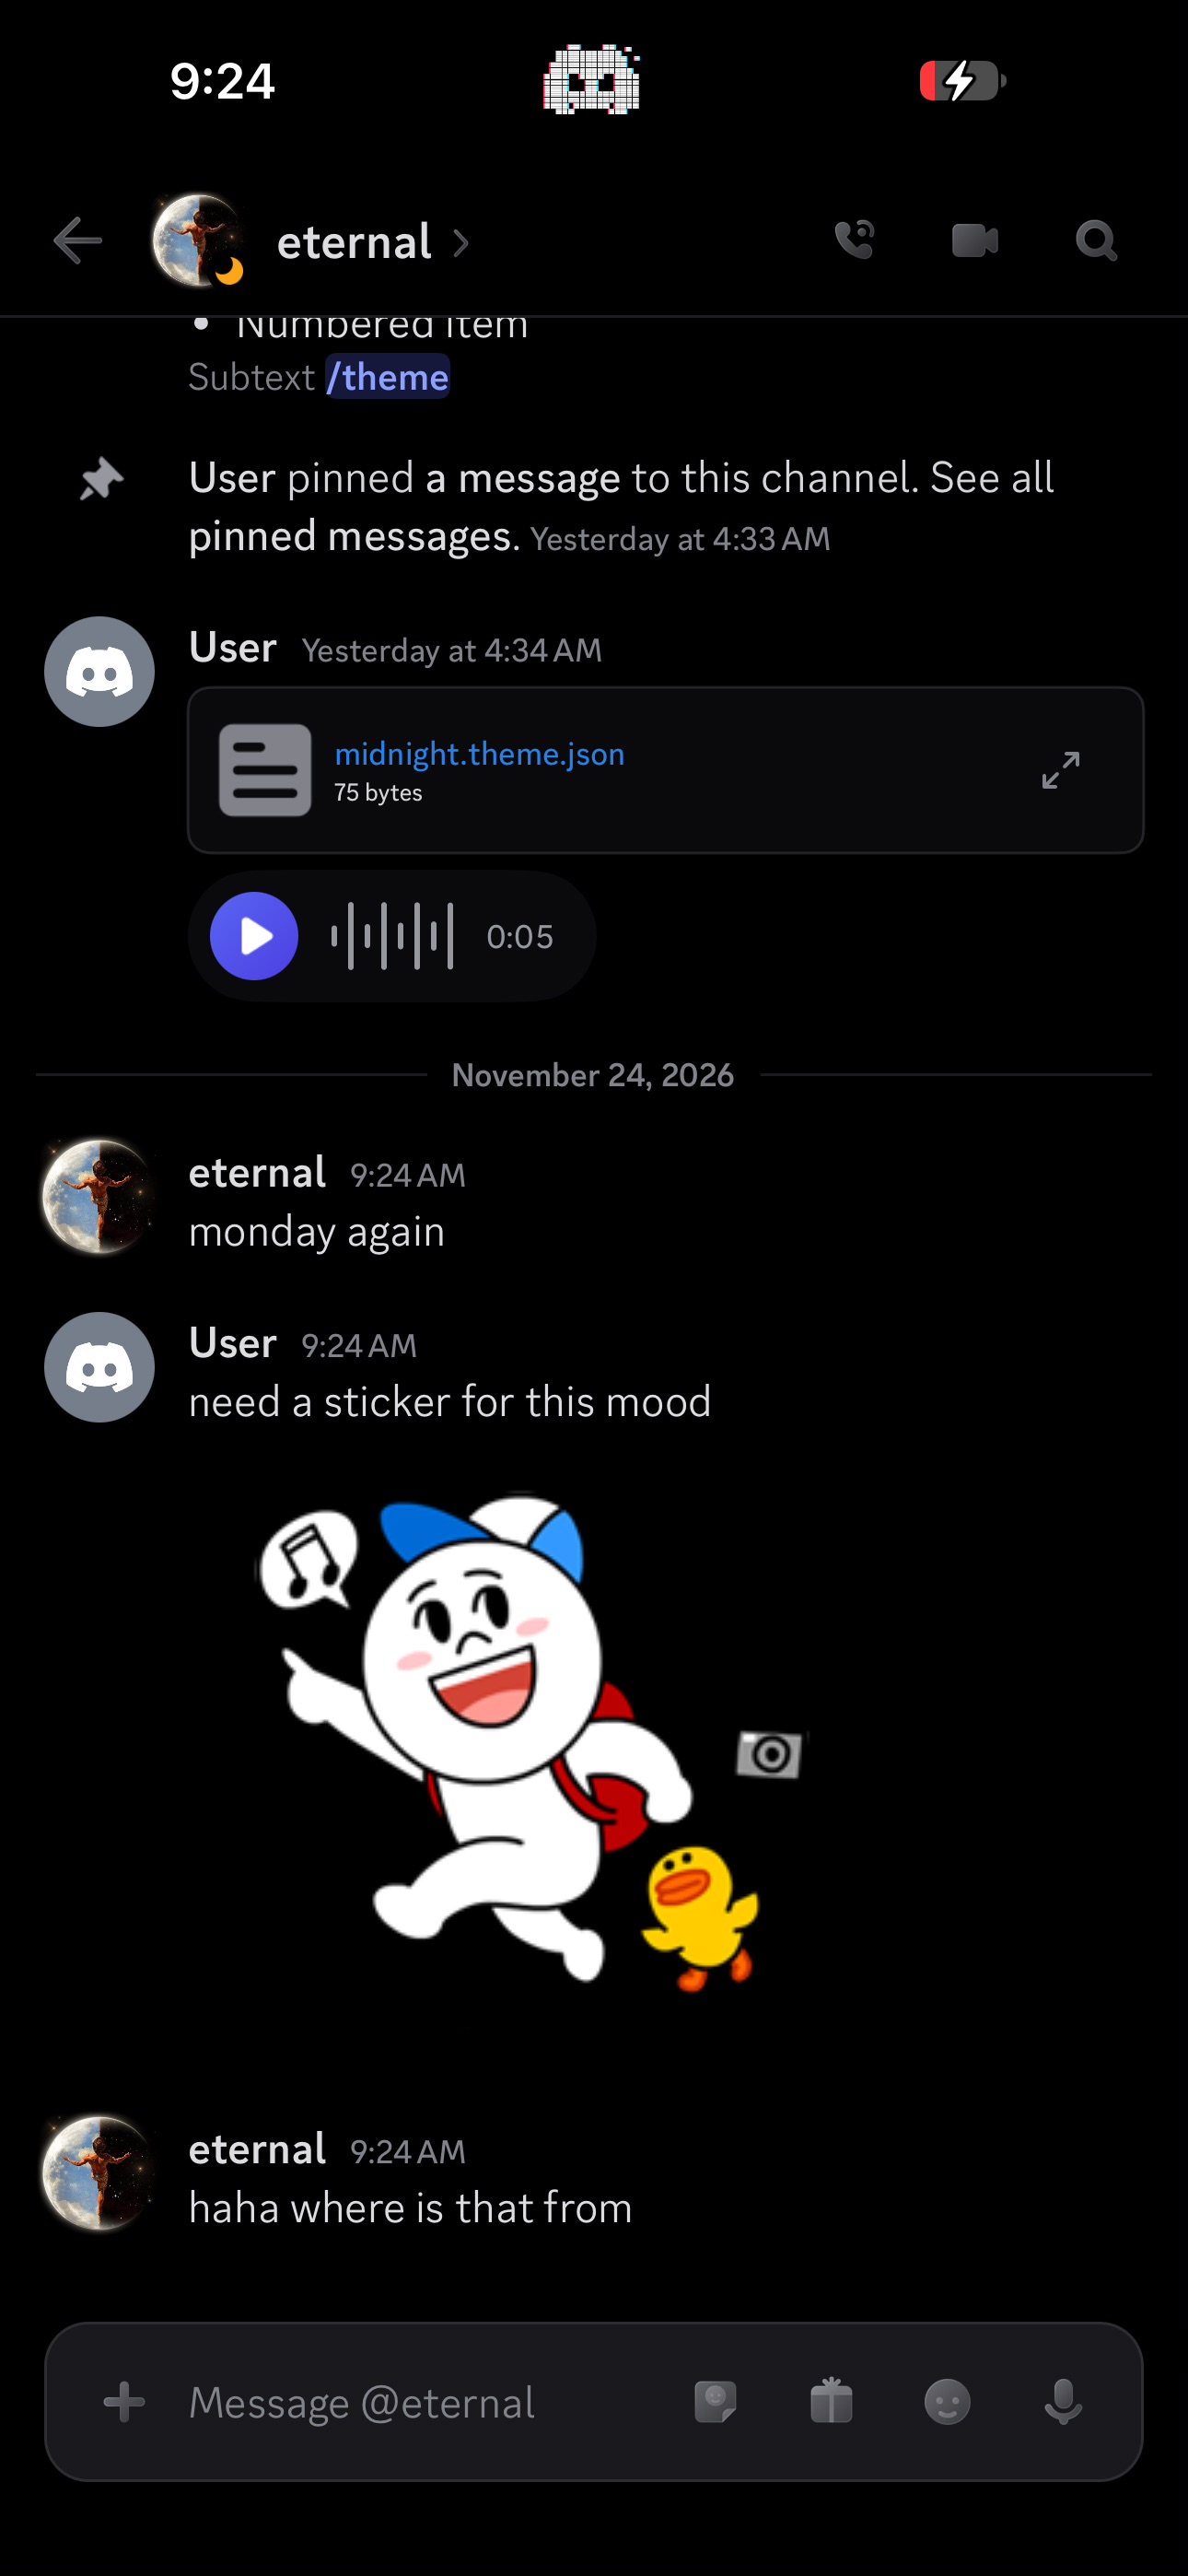 9:24
eternal
Numbered item
Subtext /theme
User pinned a message to this channel. See all
pinned messages. Yesterday at 4:33 AM
User Yesterday at 4:34 AM
midnight.theme.json
75 bytes
0:05
November 24, 2026
eternal 9:24 AM
monday again
User 9:24 AM
need a sticker for this mood
eternal 9:24 AM
haha where is that from
Message @eternal